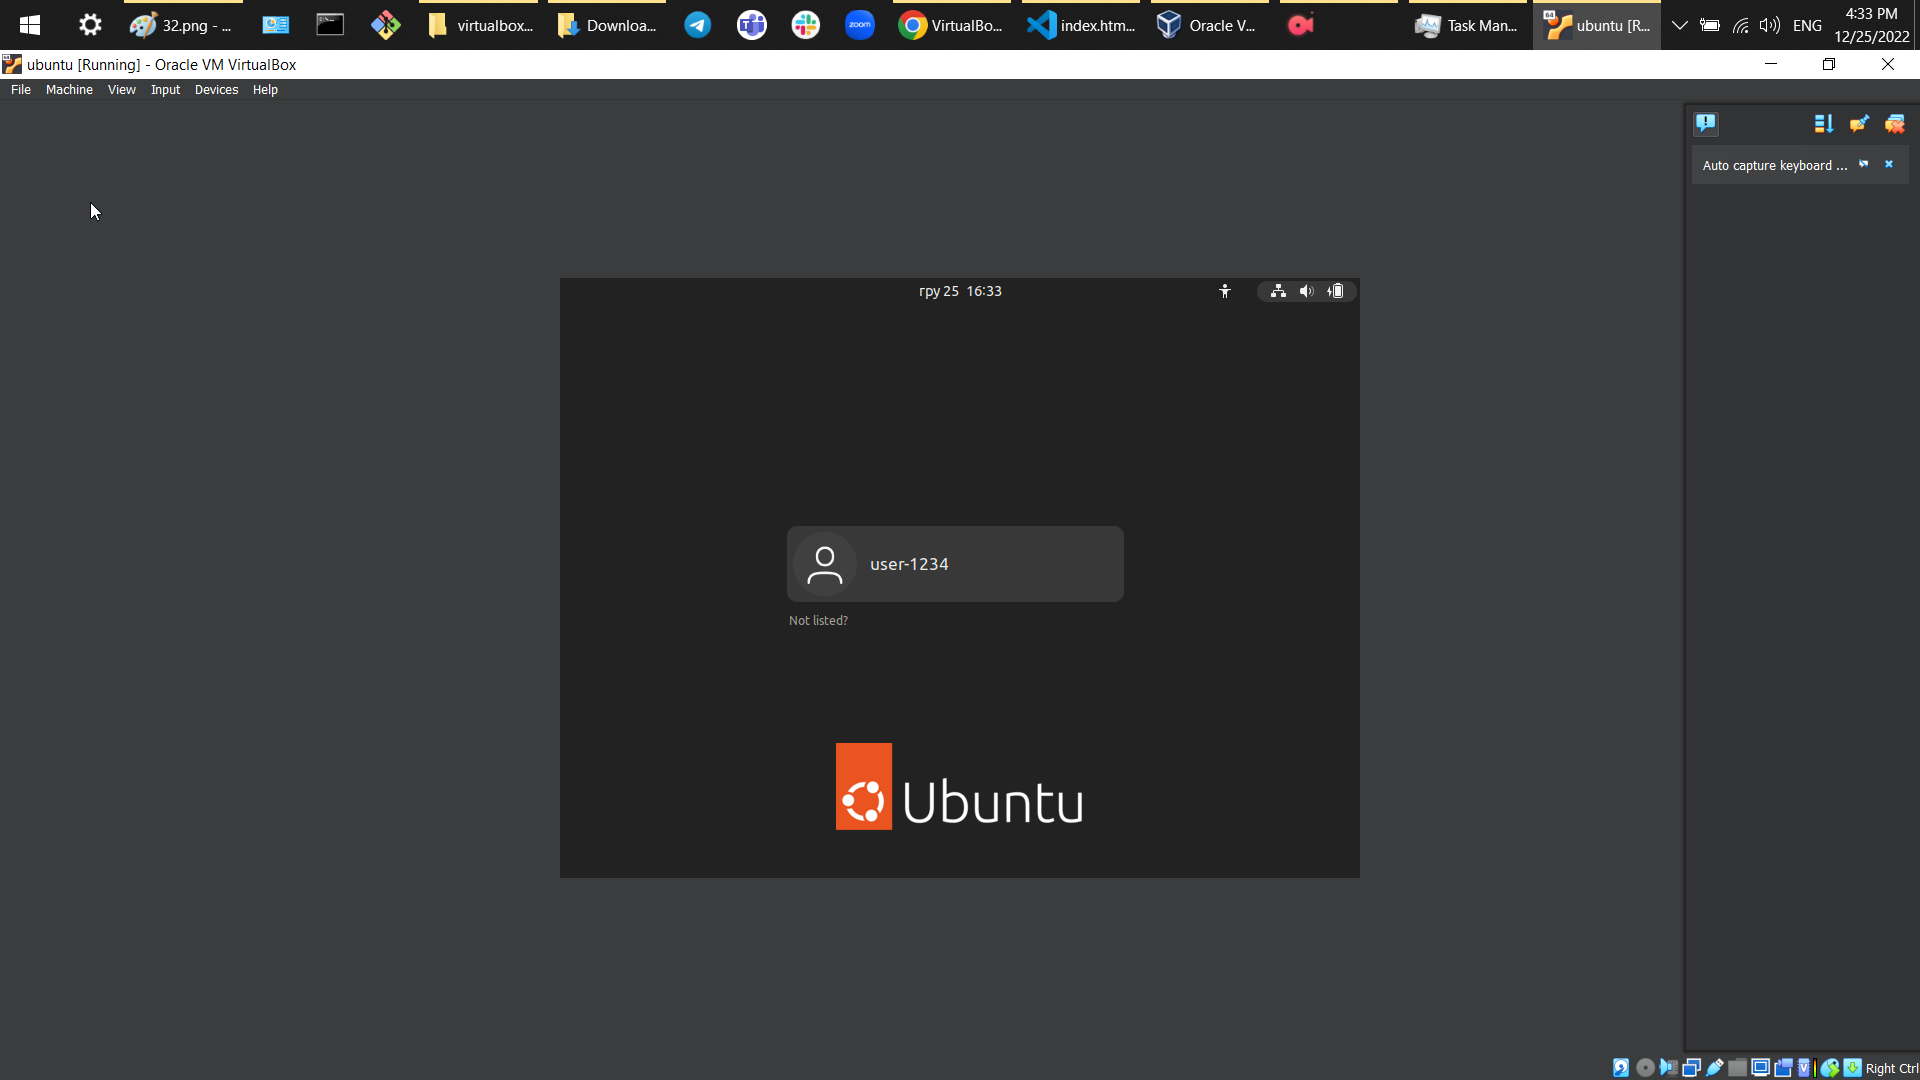 32.png - ...
virtualbox...
Downloa...
zoom
VirtualBo...
index.htm...
Oracle V...
Task Man...
64
ubuntu [R...
ENG
4:33 PM
12/25/2022
ubuntu [Running] - Oracle VM VirtualBox
File Machine View Input Devices Help
Auto capture keyboard ...
гру 25 16:33
user-1234
Not listed?
Ubuntu
Right Ctrl